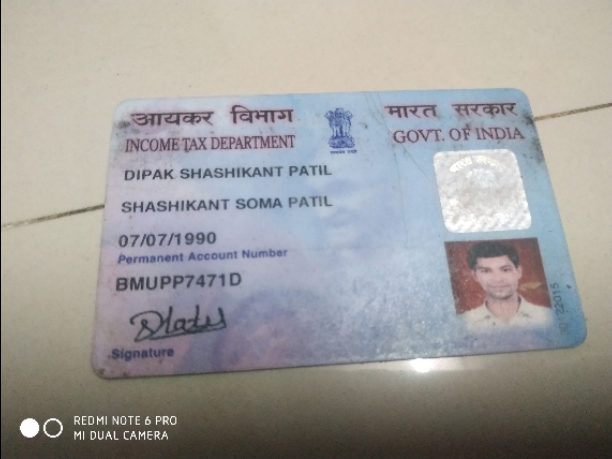 आयकर विभाग
INCOME TAX DEPARTMENT
भारत सरकार
GOVT. OF INDIA
DIPAK SHASHIKANT PATIL
SHASHIKANT SOMA PATIL
07/07/1990
Permanent Account Number
BMUPP7471D
Signature
REDMI NOTE 6 PRO
MI DUAL CAMERA